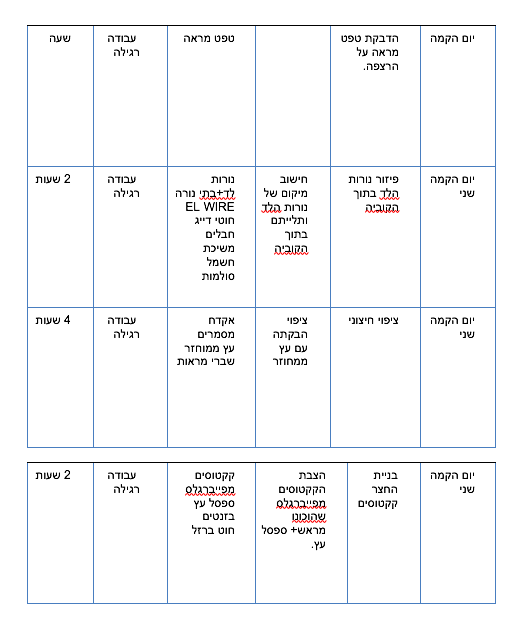 יום הקמה
הדבקת טפט
מראה על
הרצפה.
טפט מראה
עבודה
רגילה
שעה
יום הקמה
שני
פיזור נורות
הלד בתוך
הקוביה
חישוב
מיקום של
נורות הלד
ותלייתם
בתוך
הקוביה
נורות
לד+בתי נורה
EL WIRE
חוטי דייג
חבלים
משיכת
חשמל
סולמות
עבודה
רגילה
2 שעות
יום הקמה
שני
ציפוי חיצוני
ציפוי
הבקתה
עם עץ
ממחוזר
אקדח
מסמרים
עץ ממוחזר
שברי מראות
עבודה
רגילה
4 שעות
יום הקמה
שני
בניית
החצר
קקטוסים
הצבת
הקקטוסים
מפייברגלס
שהוכונו
מראש+ ספסל
עץ.
קקטוסים
מפייברגלס
ספסל עץ
בזנטים
חוט ברזל
עבודה
רגילה
2 שעות